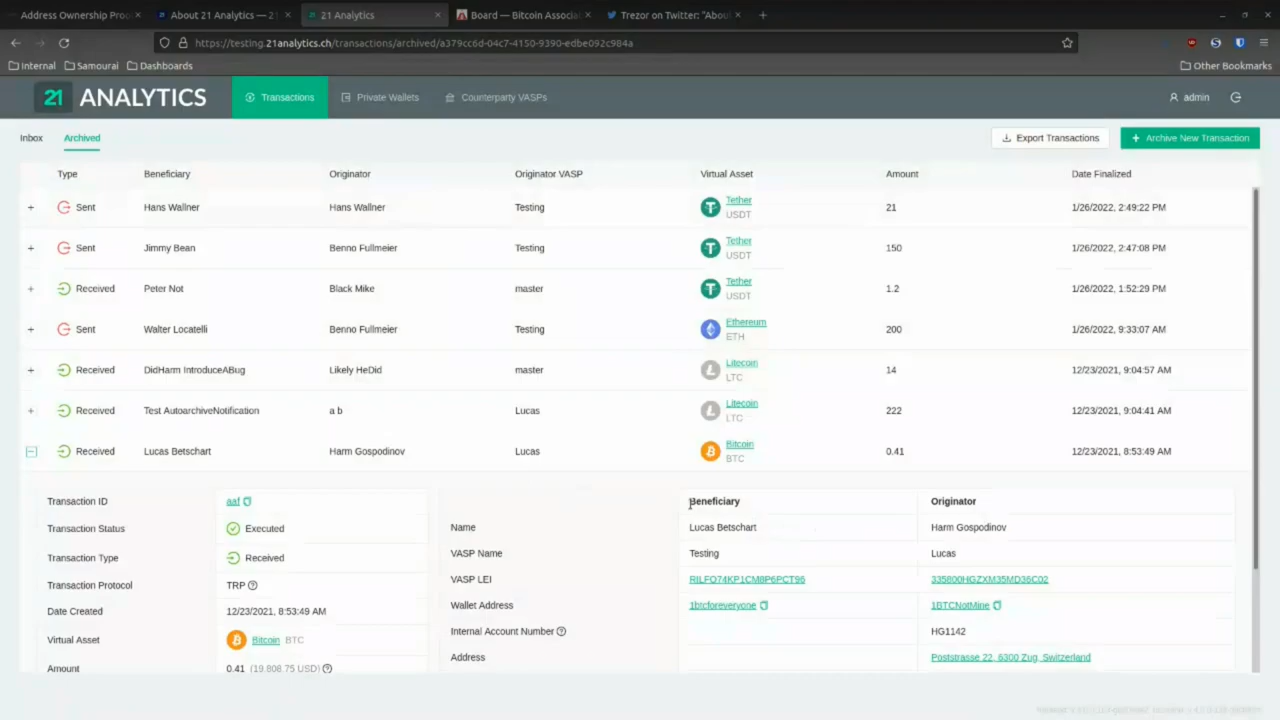 Address Ownership Pro
About 21 Analytics — 21
21 Analytics
Board — Bitcoin Associa
Trezor on Twitter: "Abou
https://testing.21analytics.ch/transactions/archived/a379cc6d-04c7-4150-9390-edbe092c984a
Internal Samourai Dashboards Other Bookmarks
21 ANALYTICS Transactions Private Wallets Counterparty VASPs admin
Inbox Archived Export Transactions + Archive New Transaction
Type Beneficiary Originator Originator VASP Virtual Asset Amount Date Finalized
+ Sent Hans Wallner Hans Wallner Testing Tether USDT 21 1/26/2022, 2:49:22 PM
+ Sent Jimmy Bean Benno Fullmeier Testing Tether USDT 150 1/26/2022, 2:47:08 PM
+ Received Peter Not Black Mike master Tether USDT 1.2 1/26/2022, 1:52:29 PM
+ Sent Walter Locatelli Benno Fullmeier Testing Ethereum ETH 200 1/26/2022, 9:33:07 AM
+ Received DidHarm IntroduceABug Likely HeDid master Litecoin LTC 14 12/23/2021, 9:04:57 AM
+ Received Test AutoarchiveNotification a b Lucas Litecoin LTC 222 12/23/2021, 9:04:41 AM
Received Lucas Betschart Harm Gospodinov Lucas Bitcoin BTC 0.41 12/23/2021, 8:53:49 AM
Transaction ID aaf
Transaction Status Executed
Transaction Type Received
Transaction Protocol TRP
Date Created 12/23/2021, 8:53:49 AM
Virtual Asset Bitcoin BTC
Amount 0.41 (19,808.75 USD)
Beneficiary Originator
Name Lucas Betschart Harm Gospodinov
VASP Name Testing Lucas
VASP LEI RILFO74KP1CM8P6PCT96 335800HGZXM35MD36C02
Wallet Address 1btcforeveryone 1BTCNotMine
Internal Account Number HG1142
Address Poststrasse 22, 6300 Zug, Switzerland